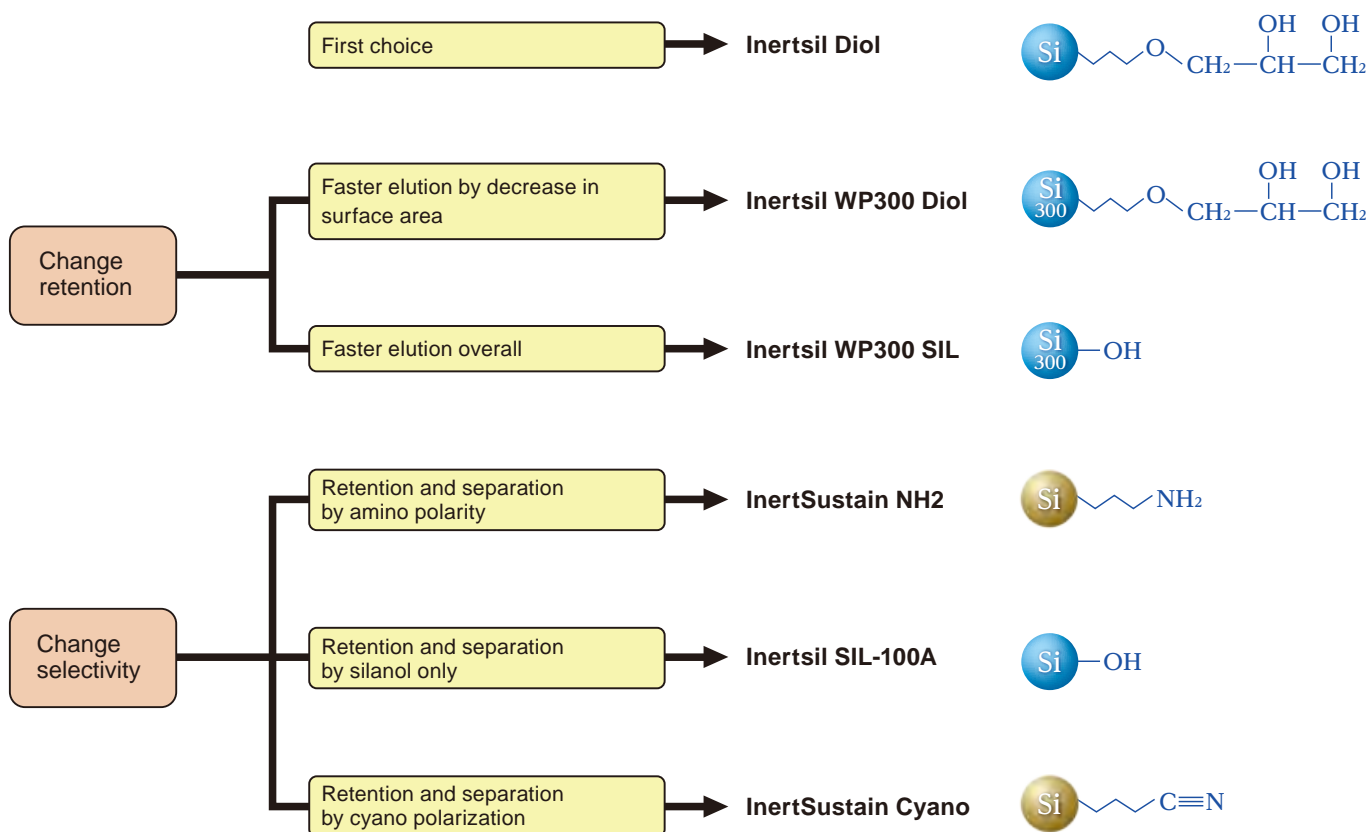 First choice
Inertsil Diol
Si
O
CH₂—CH—CH₂
OH OH
Change
retention
Faster elution by decrease in
surface area
Inertsil WP300 Diol
Si
300
O
CH₂—CH—CH₂
OH OH
Faster elution overall
Inertsil WP300 SIL
Si
300
OH
Change
selectivity
Retention and separation
by amino polarity
InertSustain NH2
Si
NH₂
Retention and separation
by silanol only
Inertsil SIL-100A
Si
OH
Retention and separation
by cyano polarization
InertSustain Cyano
Si
C≡N